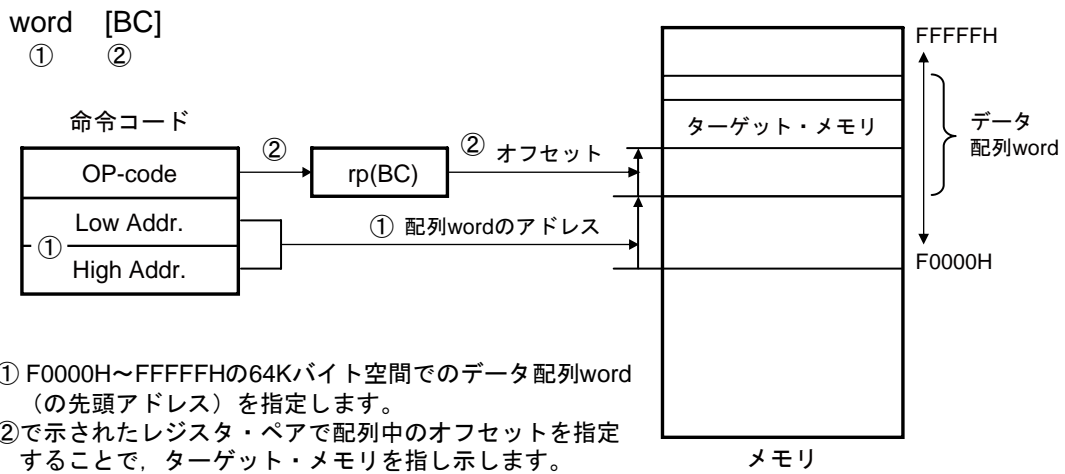 word [BC]
① ②
命令コード
OP-code
Low Addr.
①
High Addr.
②
rp(BC)
② オフセット
① 配列wordのアドレス
FFFFFH
ターゲット・メモリ
データ
配列word
F0000H
メモリ
① F0000H～FFFFFHの64Kバイト空間でのデータ配列word
（の先頭アドレス）を指定します。
②で示されたレジスタ・ペアで配列中のオフセットを指定
することで，ターゲット・メモリを指し示します。